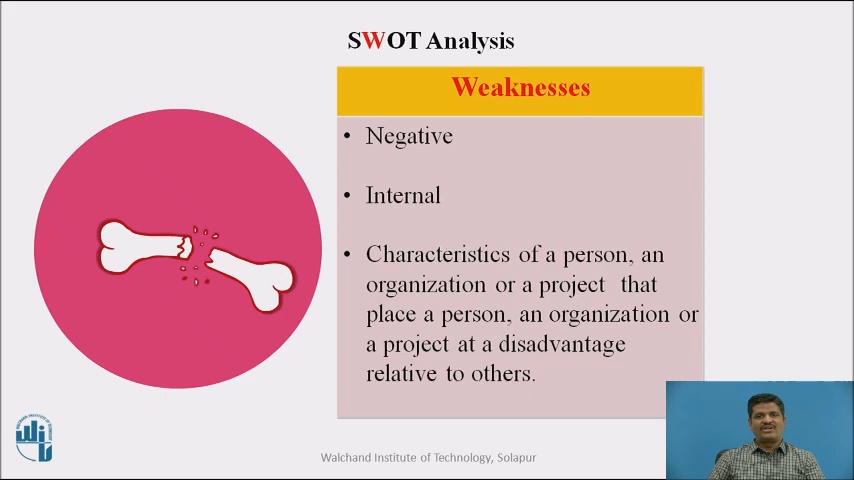 SWOT Analysis
Weaknesses
• Negative
• Internal
• Characteristics of a person, an
organization or a project that
place a person, an organization or
a project at a disadvantage
relative to others.
Walchand Institute of Technology, Solapur